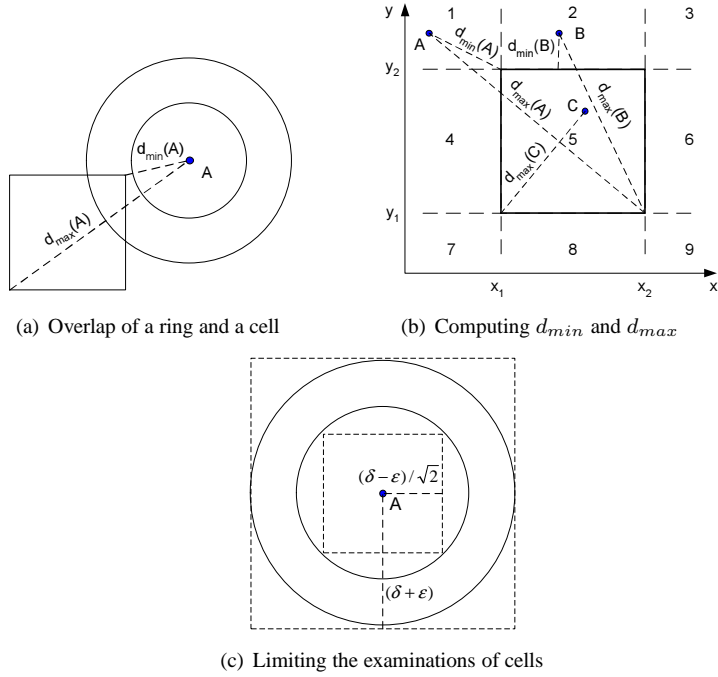 d_min(A)
A
d_max(A)
(a) Overlap of a ring and a cell
y
1
2
3
A
d_min(A)
d_min(B)
B
y_2
d_max(A)
d_max(B)
C
4
5
6
d_max(C)
y_1
7
8
9
x_1
x_2
x
(b) Computing d_min and d_max
(δ−ε)/√2
A
(δ+ε)
(c) Limiting the examinations of cells